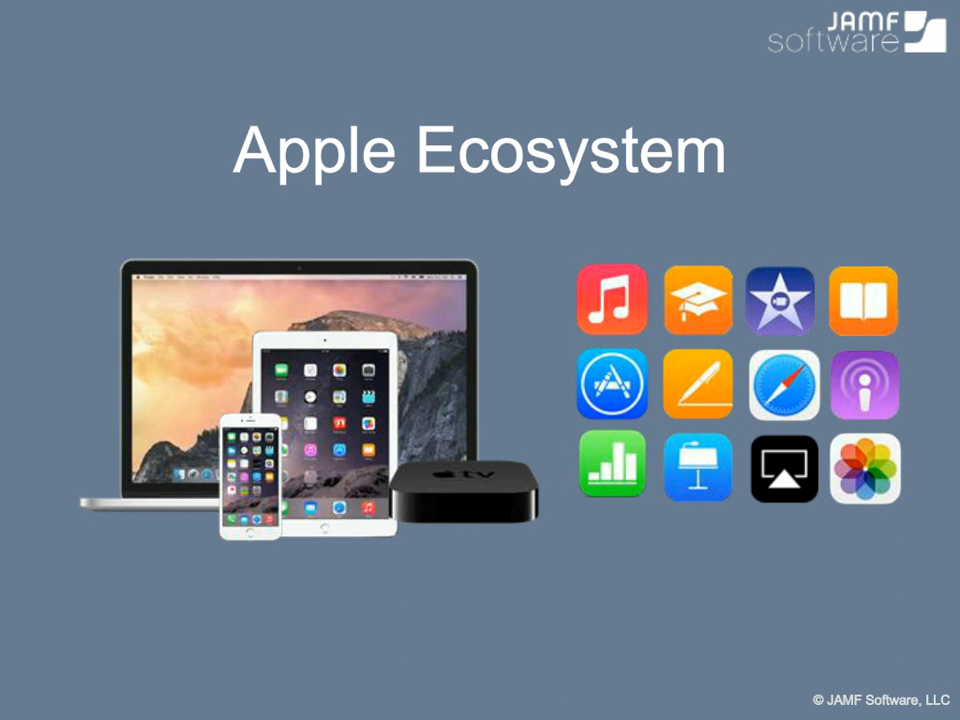 JAMF
software
Apple Ecosystem
tv
© JAMF Software, LLC